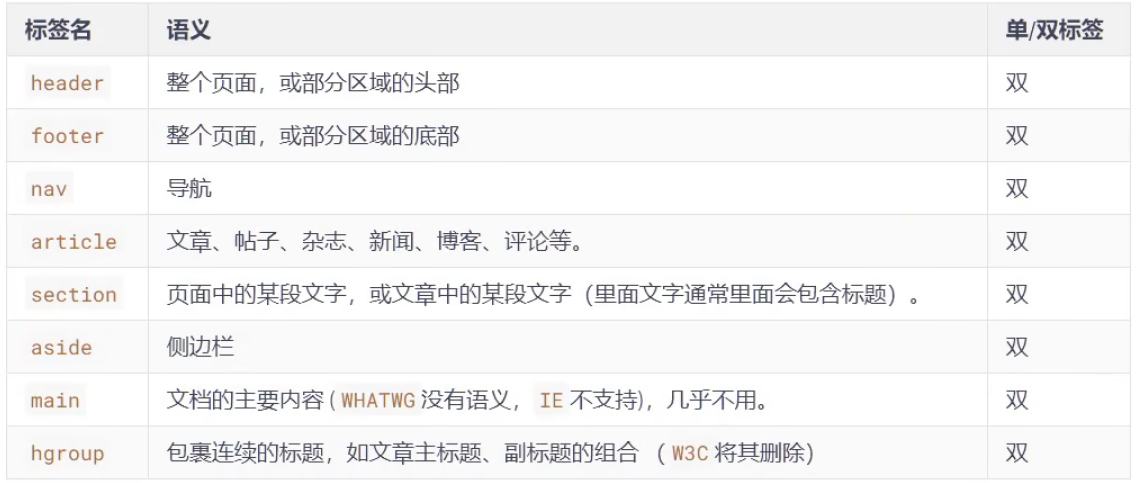 标签名 语义 单/双标签
header 整个页面，或部分区域的头部 双
footer 整个页面，或部分区域的底部 双
nav 导航 双
article 文章、帖子、杂志、新闻、博客、评论等。 双
section 页面中的某段文字，或文章中的某段文字（里面文字通常里面会包含标题）。 双
aside 侧边栏 双
main 文档的主要内容 ( WHATWG 没有语义， IE 不支持)，几乎不用。 双
hgroup 包裹连续的标题，如文章主标题、副标题的组合 （ W3C 将其删除） 双